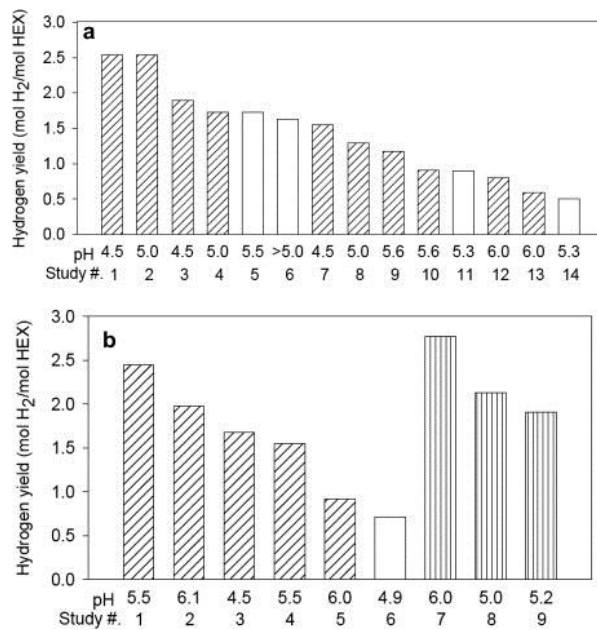 a
Hydrogen yield (mol H2/mol HEX)
3.0
2.5
2.0
1.5
1.0
0.5
0.0
pH 4.5 5.0 4.5 5.0 5.5 >5.0 4.5 5.0 5.6 5.6 5.3 6.0 6.0 5.3
Study #. 1 2 3 4 5 6 7 8 9 10 11 12 13 14
b
Hydrogen yield (mol H2/mol HEX)
3.0
2.5
2.0
1.5
1.0
0.5
0.0
pH 5.5 6.1 4.5 5.5 6.0 4.9 6.0 5.0 5.2
Study #. 1 2 3 4 5 6 7 8 9